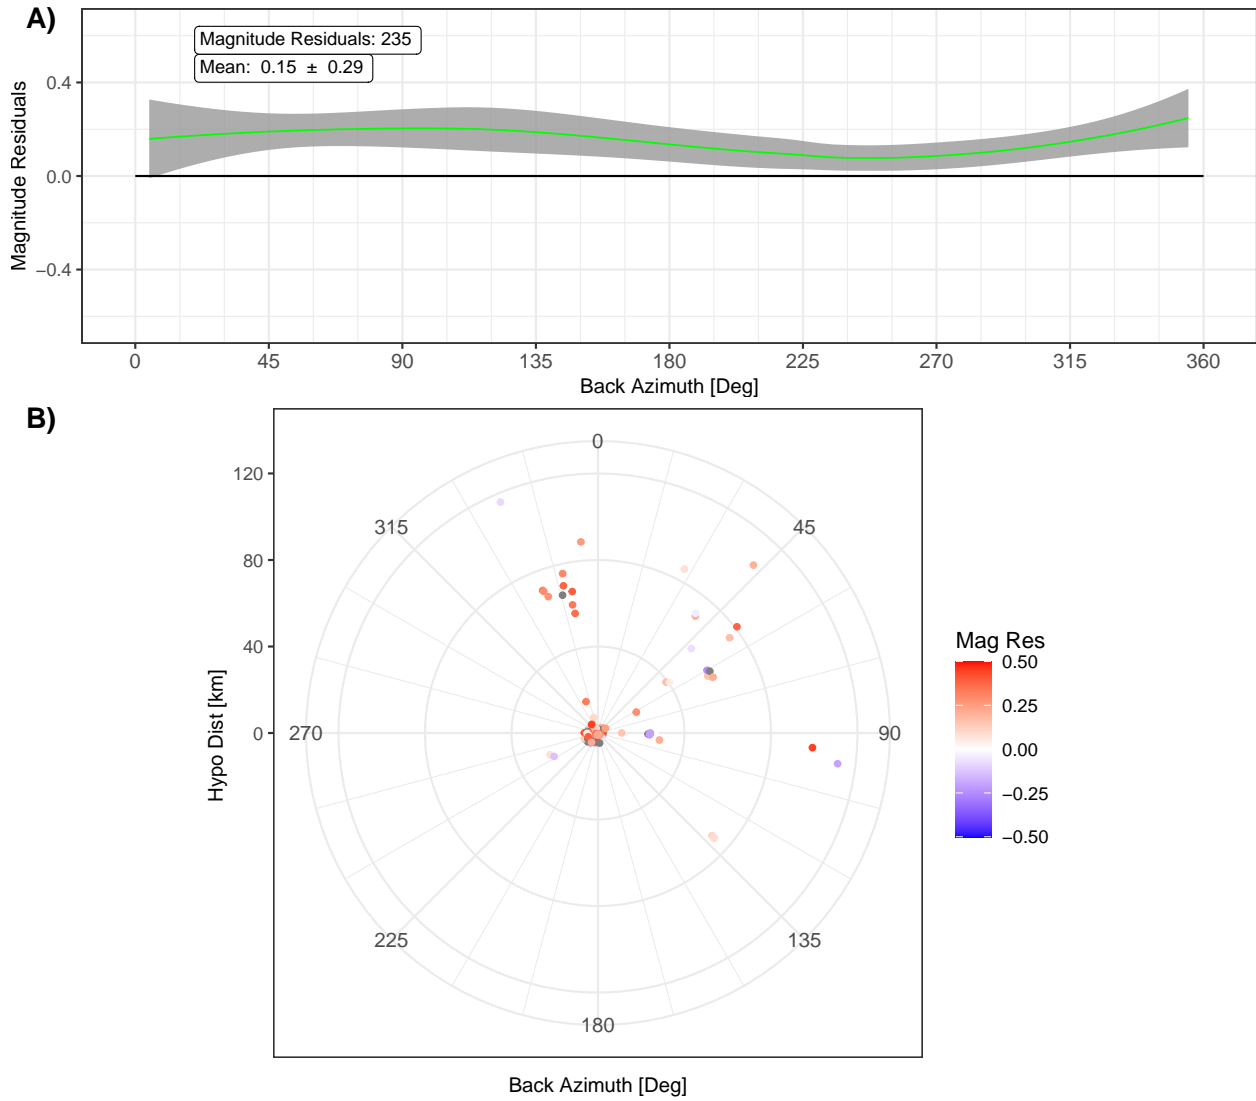 A)
Magnitude Residuals: 235
Mean:  0.15  ±  0.29
0.4
0.0
−0.4
Magnitude Residuals
0 45 90 135 180 225 270 315 360
Back Azimuth [Deg]
B)
120
80
40
0
Hypo Dist [km]
0
45
90
135
180
225
270
315
Back Azimuth [Deg]
Mag Res
0.50
0.25
0.00
−0.25
−0.50